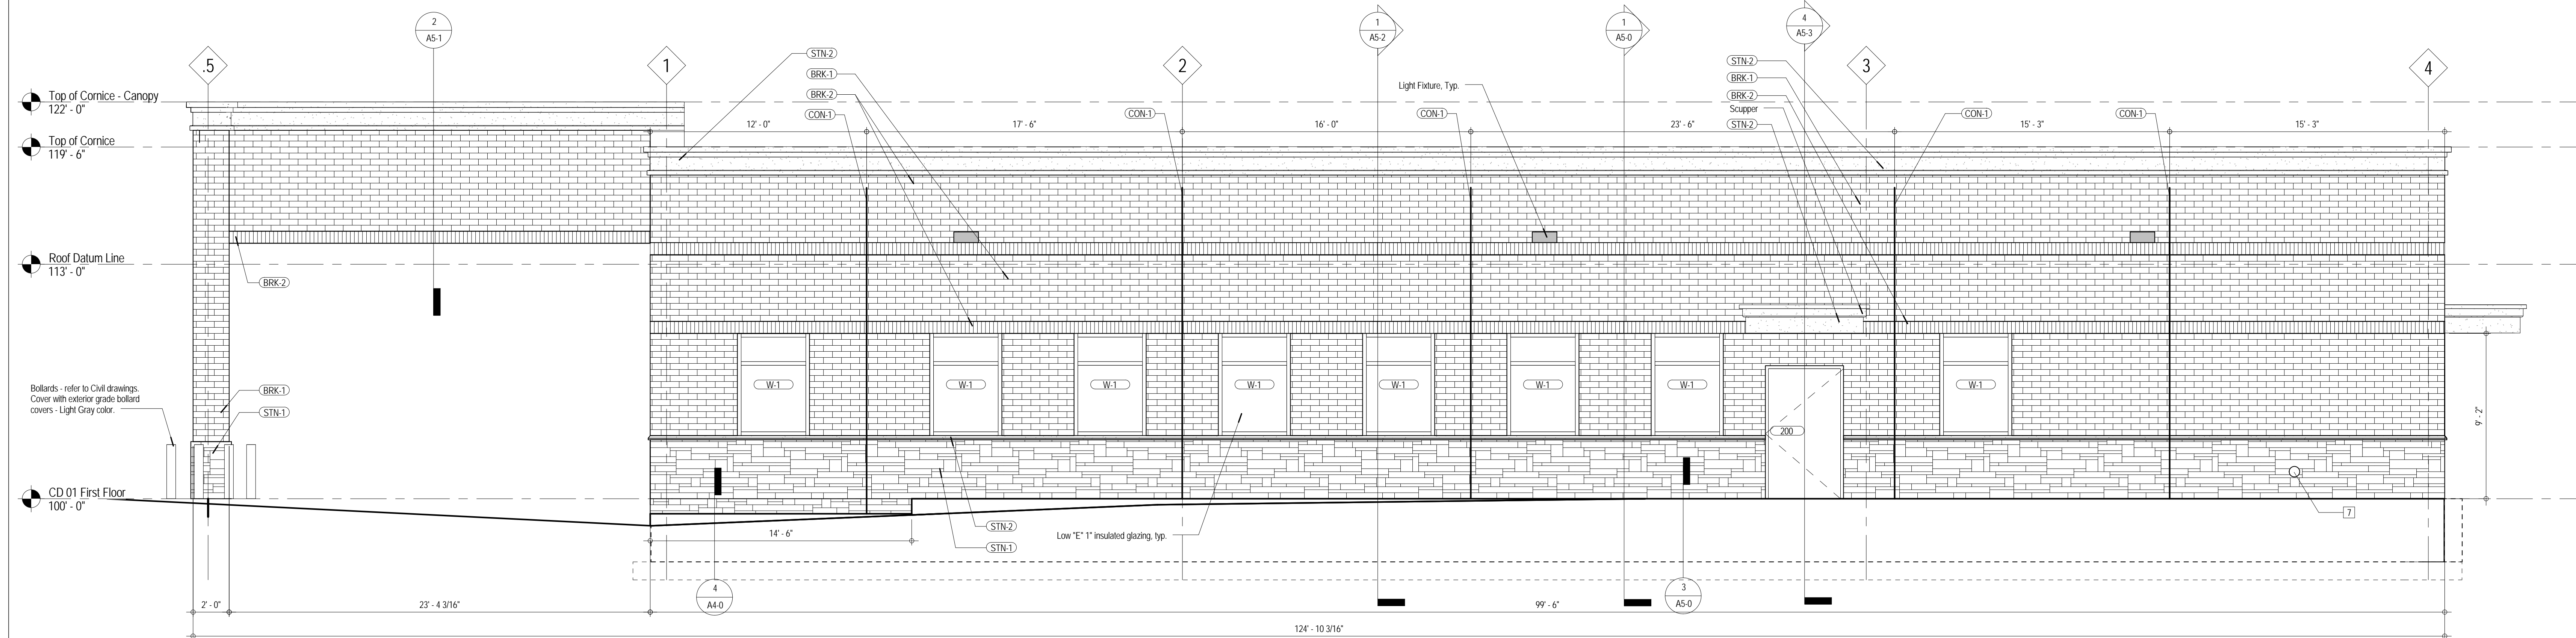 2
A5-1
1
A5-2
1
A5-0
4
A5-3
.5
1
2
3
4
STN-2
BRK-1
BRK-2
CON-1
CON-1
Light Fixture, Typ.
CON-1
STN-2
BRK-1
BRK-2
Scupper
STN-2
CON-1
CON-1
Top of Cornice - Canopy
122' - 0"
Top of Cornice
119' - 6"
12' - 0"
17' - 6"
16' - 0"
23' - 6"
15' - 3"
15' - 3"
Roof Datum Line
113' - 0"
BRK-2
W-1
W-1
W-1
W-1
W-1
W-1
W-1
W-1
Bollards - refer to Civil drawings.
Cover with exterior grade bollard
covers - Light Gray color.
BRK-1
STN-1
200
9' - 2"
CD 01 First Floor
100' - 0"
7
STN-2
STN-1
14' - 6"
Low "E" 1" insulated glazing, typ.
4
A4-0
3
A5-0
2' - 0"
23' - 4 3/16"
99' - 6"
124' - 10 3/16"